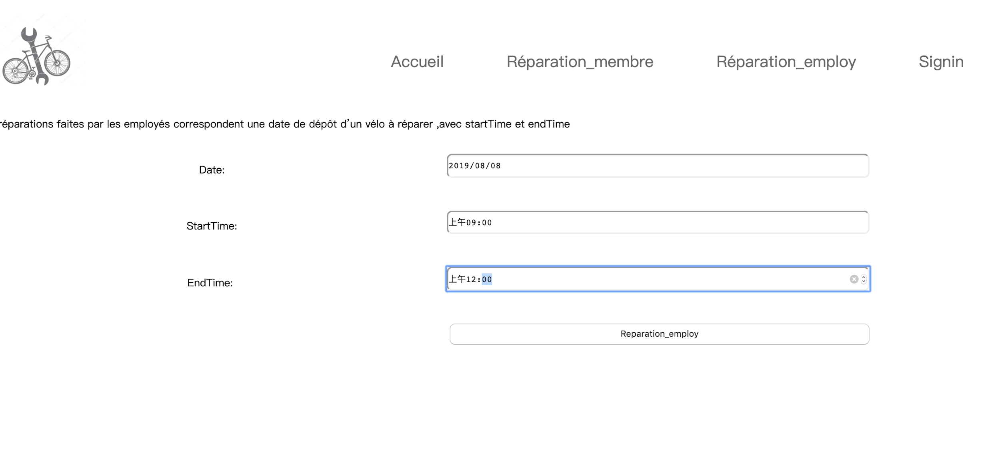 Accueil Réparation_membre Réparation_employ Signin
réparations faites par les employés correspondent une date de dépôt d'un vélo à réparer ,avec startTime et endTime
Date: 2019/08/08
StartTime: 上午09:00
EndTime: 上午12:00
Reparation_employ